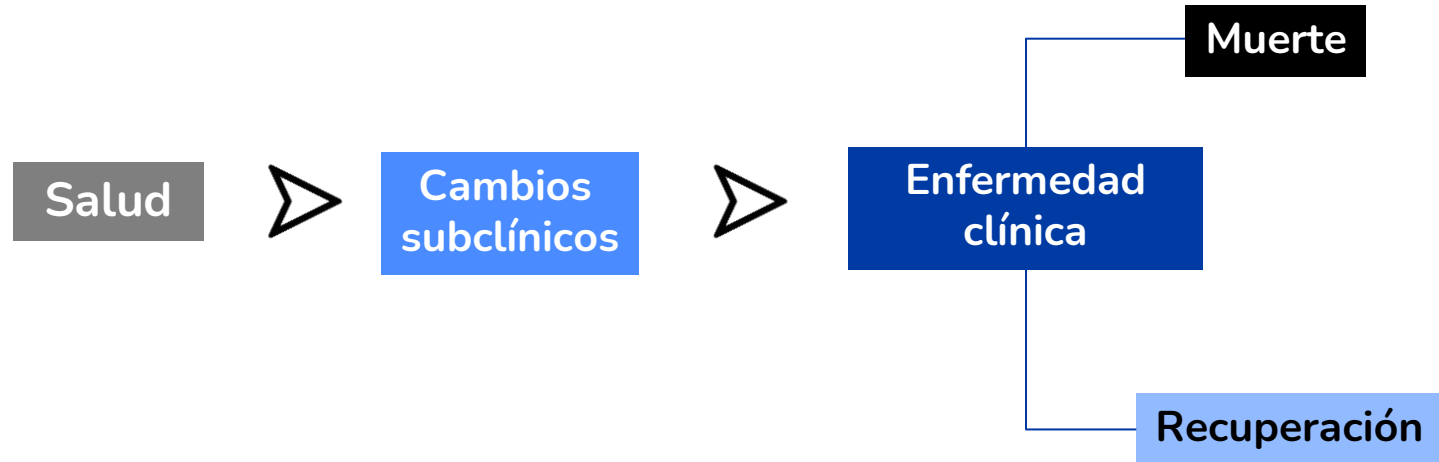 Muerte
Salud
Cambios
subclínicos
Enfermedad
clínica
Recuperación